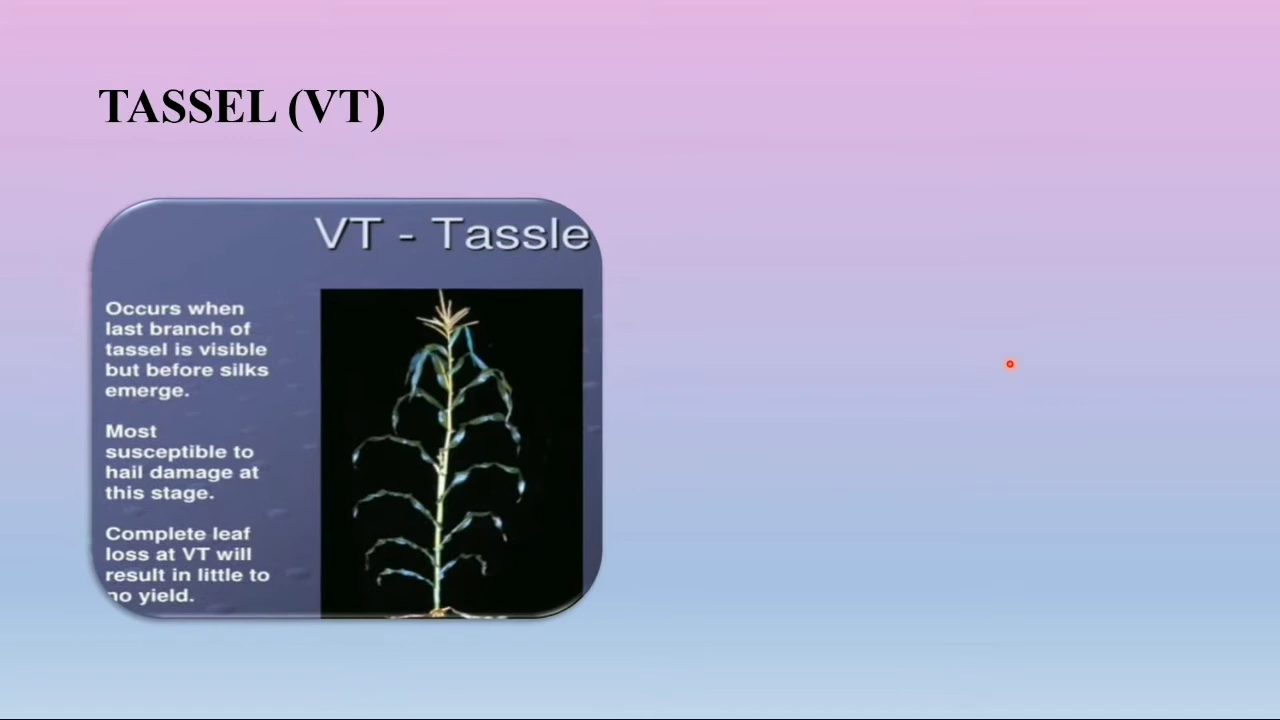 TASSEL (VT)
VT - Tassle
Occurs when
last branch of
tassel is visible
but before silks
emerge.
Most
susceptible to
hail damage at
this stage.
Complete leaf
loss at VT will
result in little to
no yield.